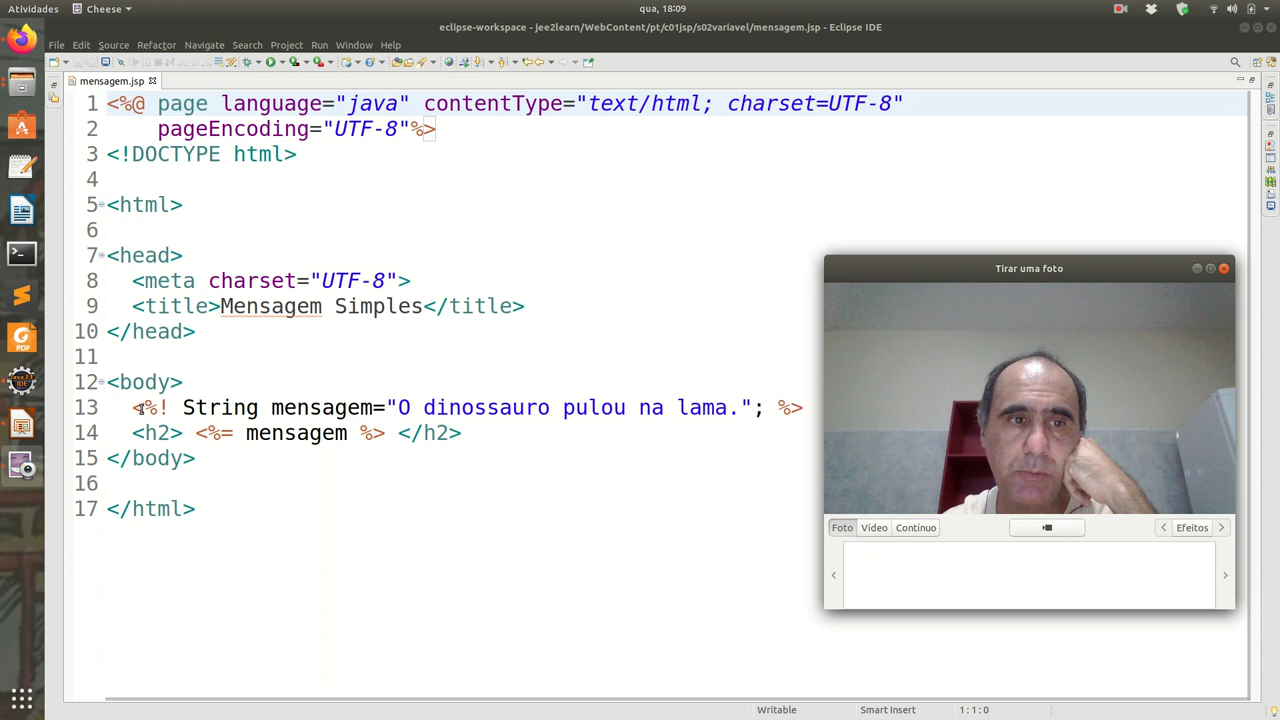 Atividades Cheese qua, 18:09
eclipse-workspace - jee2learn/WebContent/pt/c01jsp/s02variavel/mensagem.jsp - Eclipse IDE
File Edit Source Refactor Navigate Search Project Run Window Help
mensagem.jsp
1 <%@ page language="java" contentType="text/html; charset=UTF-8"
2     pageEncoding="UTF-8"%>
3 <!DOCTYPE html>
4
5 <html>
6
7 <head>
8   <meta charset="UTF-8">
9   <title>Mensagem Simples</title>
10 </head>
11
12 <body>
13   <%! String mensagem="O dinossauro pulou na lama."; %>
14   <h2> <%= mensagem %> </h2>
15 </body>
16
17 </html>
Tirar uma foto
Foto Vídeo Contínuo < Efeitos >
PDF
Java EE
IDE
Writable Smart Insert 1 : 1 : 0